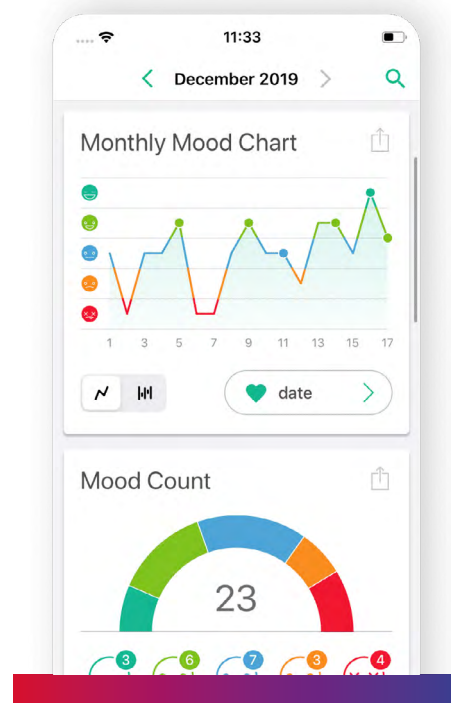 11:33
December 2019
Monthly Mood Chart
1 3 5 7 9 11 13 15 17
date
Mood Count
23
3 6 7 3 4